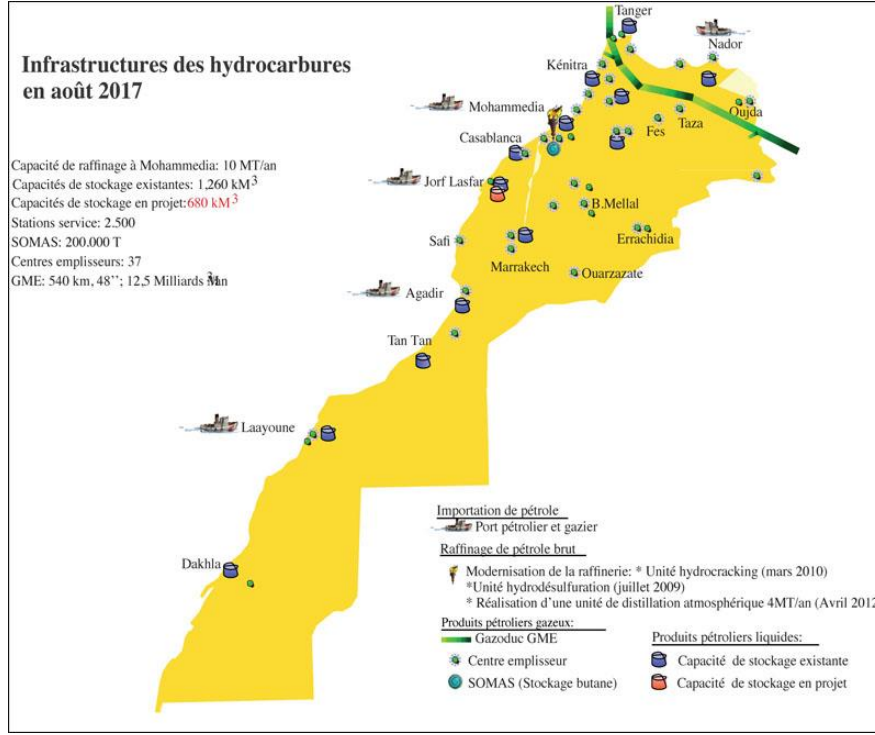 Infrastructures des hydrocarbures
en août 2017
Capacité de raffinage à Mohammedia: 10 MT/an
Capacités de stockage existantes: 1,260 kM3
Capacités de stockage en projet:680 kM3
Stations service: 2.500
SOMAS: 200.000 T
Centres emplisseurs: 37
GME: 540 km, 48’’; 12,5 Milliards
Tanger
Nador
Kénitra
Mohammedia
Oujda
Taza
Fes
Casablanca
Jorf Lasfar
B.Mellal
Safi
Errachidia
Marrakech
Ouarzazate
Agadir
Tan Tan
Laayoune
Dakhla
Importation de pétrole
Port pétrolier et gazier
Raffinage de pétrole brut
Modernisation de la raffinerie: * Unité hydrocracking (mars 2010)
*Unité hydrodésulfuration (juillet 2009)
* Réalisation d’une unité de distillation atmosphérique 4MT/an (Avril 2012
Produits pétroliers gazeux:
Gazoduc GME
Centre emplisseur
SOMAS (Stockage butane)
Produits pétroliers liquides:
Capacité de stockage existante
Capacité de stockage en projet